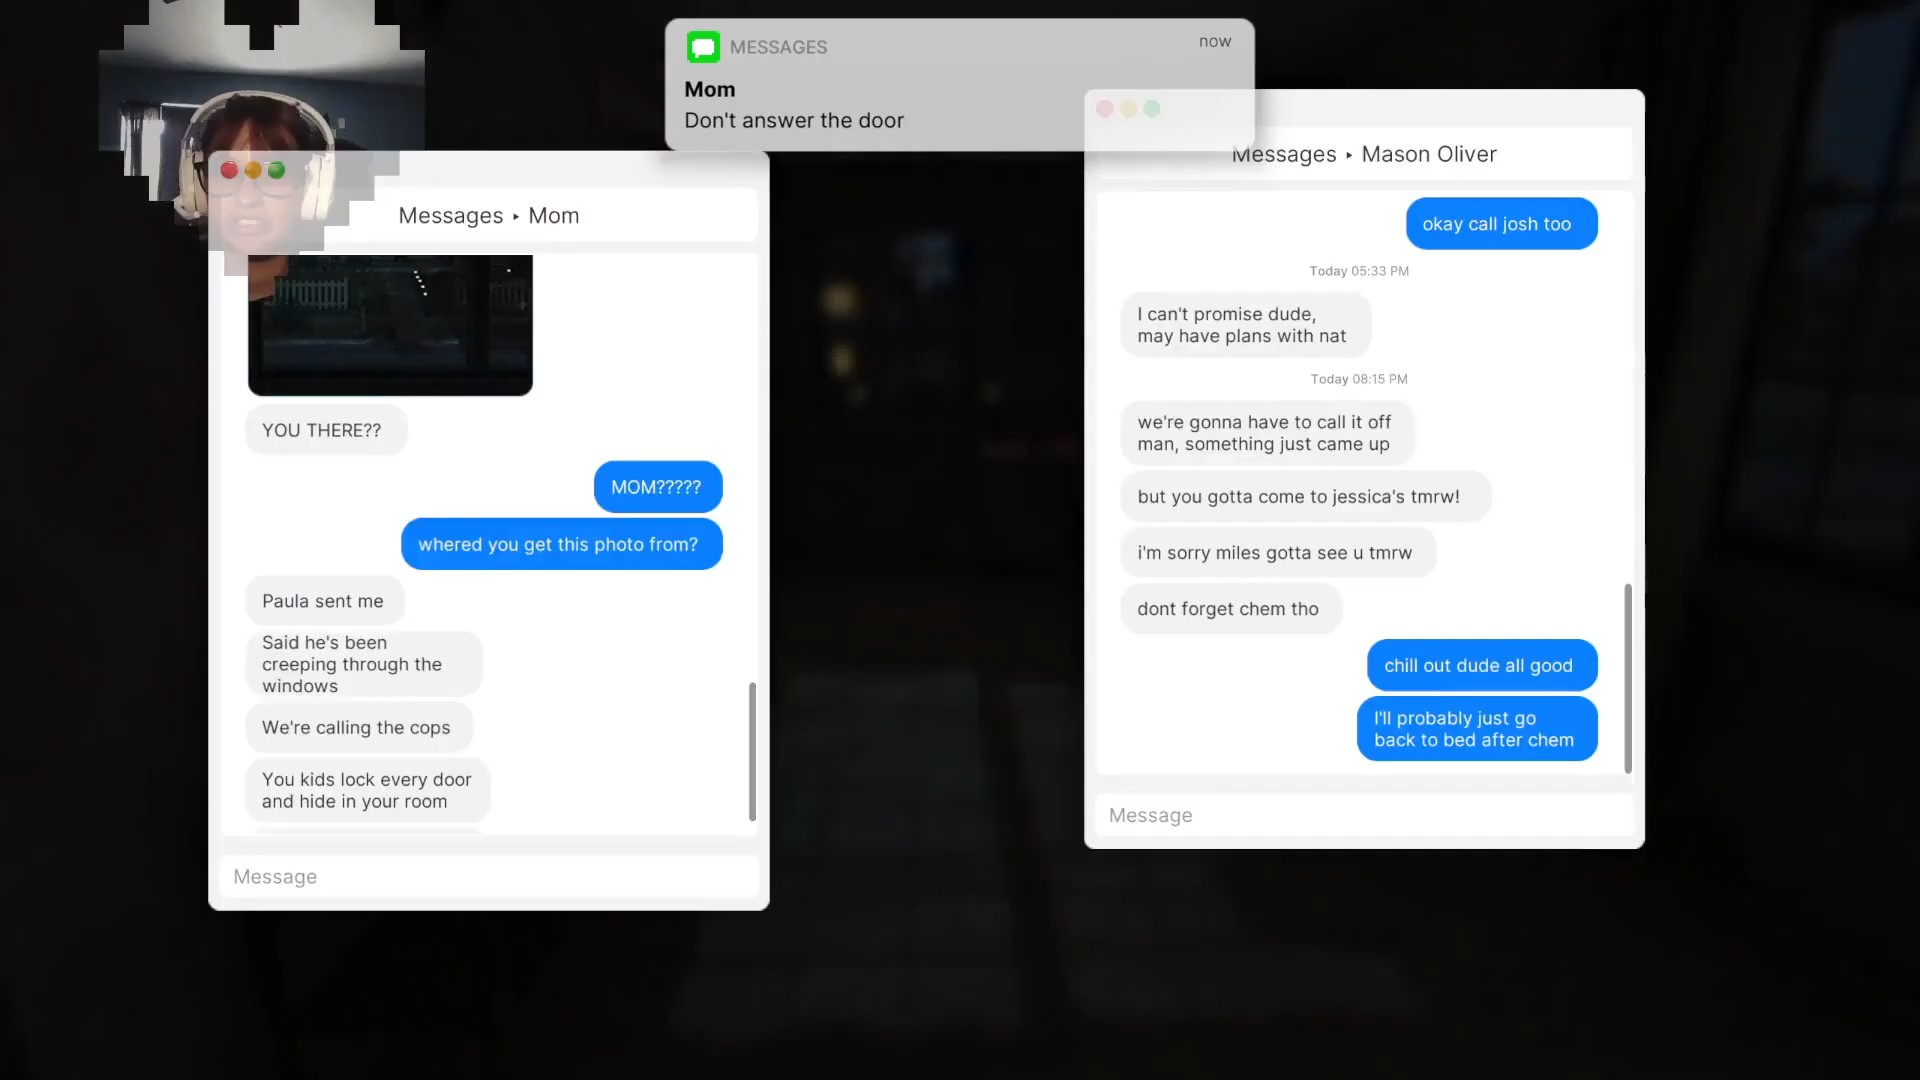 MESSAGES
now
Mom
Don't answer the door
Messages ▸ Mom
YOU THERE??
MOM?????
whered you get this photo from?
Paula sent me
Said he's been
creeping through the
windows
We're calling the cops
You kids lock every door
and hide in your room
Message
Messages ▸ Mason Oliver
okay call josh too
Today 05:33 PM
I can't promise dude,
may have plans with nat
Today 08:15 PM
we're gonna have to call it off
man, something just came up
but you gotta come to jessica's tmrw!
i'm sorry miles gotta see u tmrw
dont forget chem tho
chill out dude all good
I'll probably just go
back to bed after chem
Message